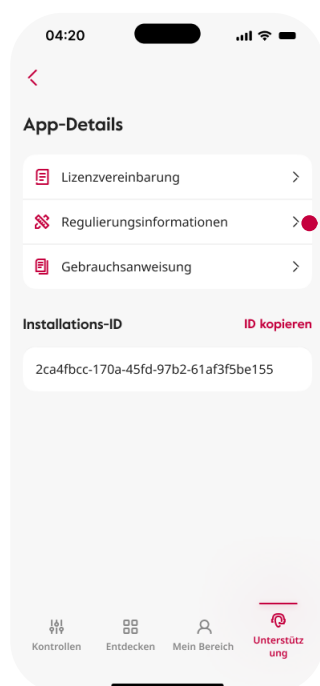 04:20
App-Details
Lizenzvereinbarung
Regulierungsinformationen
Gebrauchsanweisung
Installations-ID ID kopieren
2ca4fbcc-170a-45fd-97b2-61af3f5be155
Kontrollen Entdecken Mein Bereich Unterstütz
ung